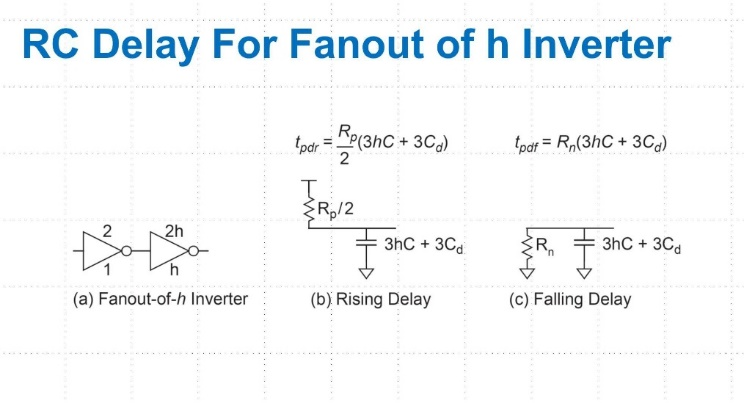 RC Delay For Fanout of h Inverter
t_pdr = R_p/2 (3hC + 3C_d)
t_pdf = R_n(3hC + 3C_d)
R_p/2
3hC + 3C_d
R_n
3hC + 3C_d
2
2h
1
h
(a) Fanout-of-h Inverter
(b) Rising Delay
(c) Falling Delay